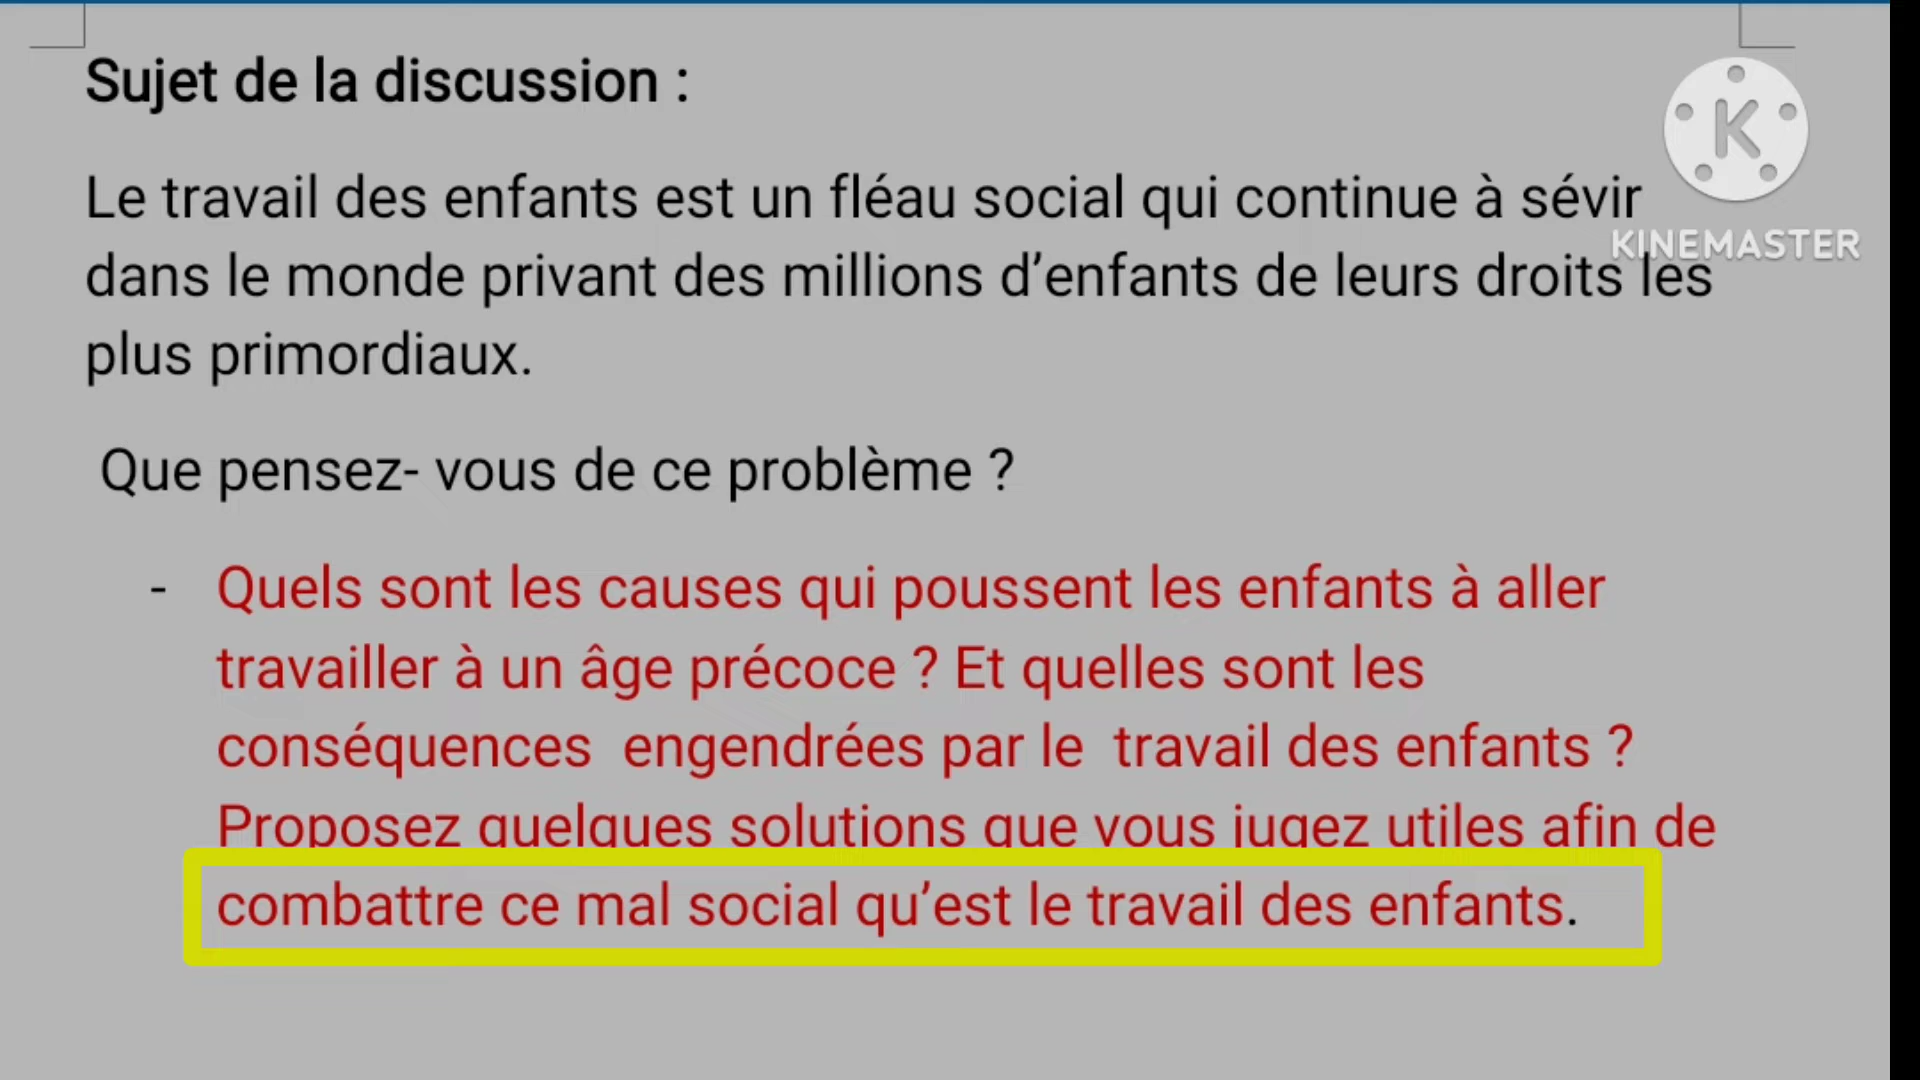 Sujet de la discussion :
Le travail des enfants est un fléau social qui continue à sévir
KINEMASTER
dans le monde privant des millions d’enfants de leurs droits les
plus primordiaux.
Que pensez- vous de ce problème ?
- Quels sont les causes qui poussent les enfants à aller
travailler à un âge précoce ? Et quelles sont les
conséquences engendrées par le travail des enfants ?
Proposez quelques solutions que vous jugez utiles afin de
combattre ce mal social qu’est le travail des enfants.